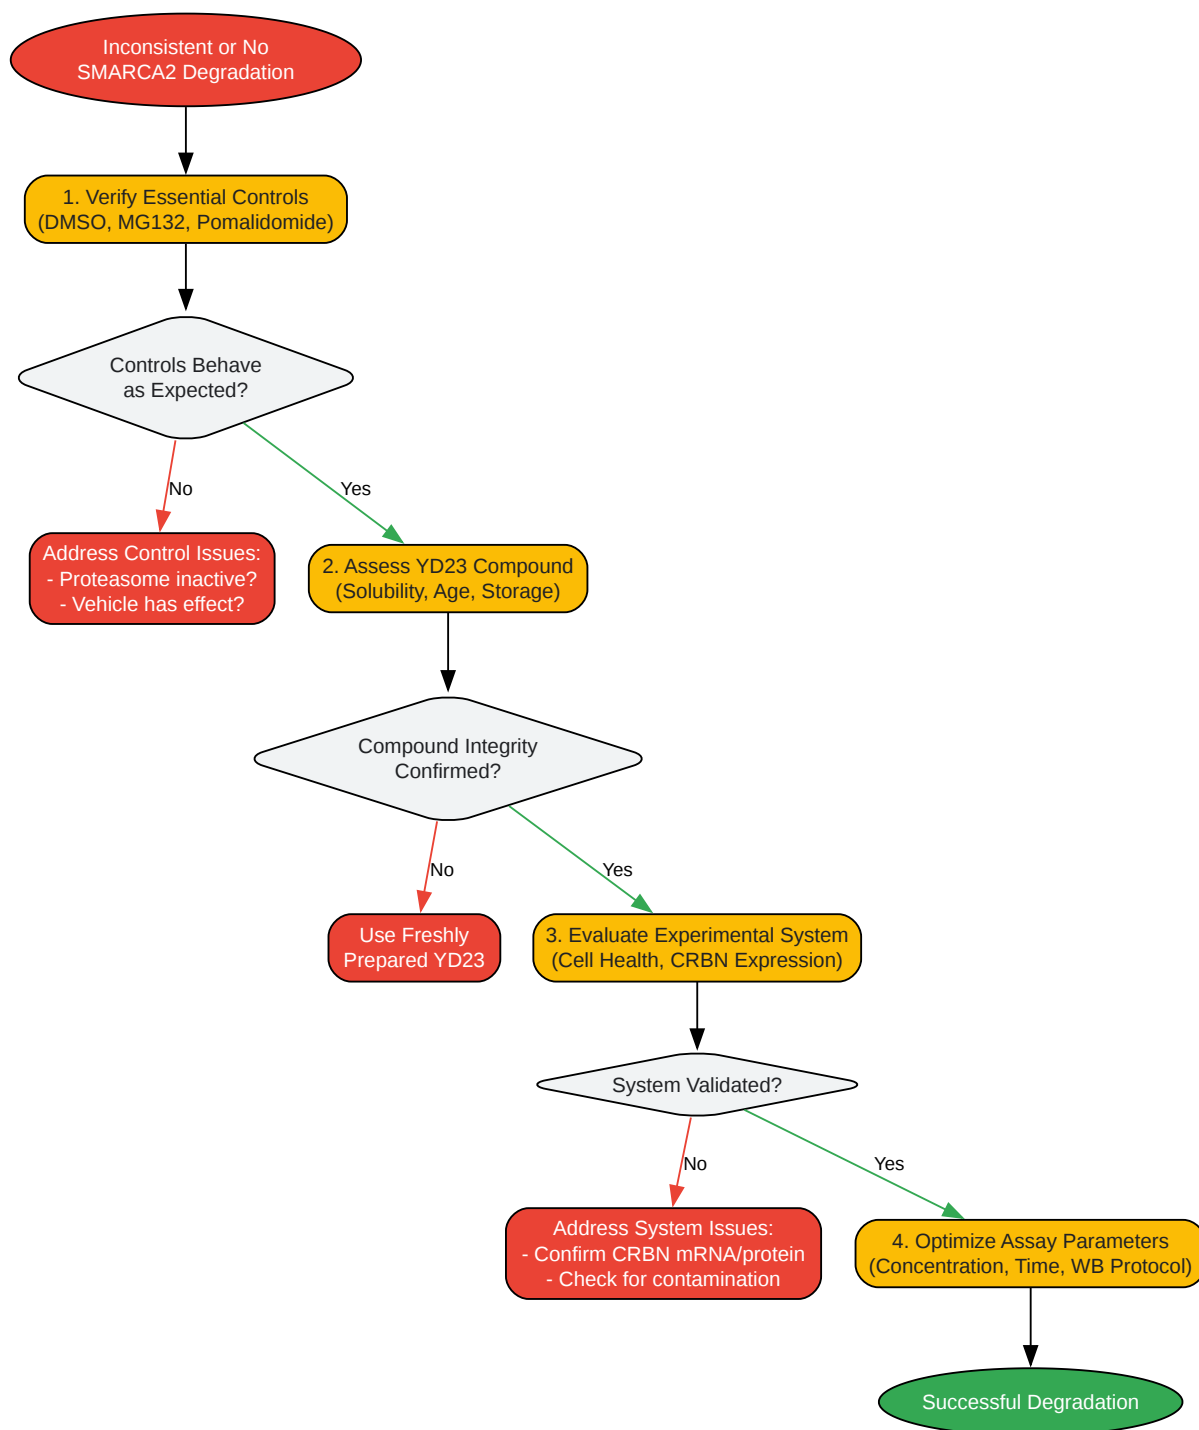 Inconsistent or No
SMARCA2 Degradation
1. Verify Essential Controls
(DMSO, MG132, Pomalidomide)
Controls Behave
as Expected?
No
Yes
Address Control Issues:
- Proteasome inactive?
- Vehicle has effect?
2. Assess YD23 Compound
(Solubility, Age, Storage)
Compound Integrity
Confirmed?
No
Yes
Use Freshly
Prepared YD23
3. Evaluate Experimental System
(Cell Health, CRBN Expression)
System Validated?
No
Yes
Address System Issues:
- Confirm CRBN mRNA/protein
- Check for contamination
4. Optimize Assay Parameters
(Concentration, Time, WB Protocol)
Successful Degradation